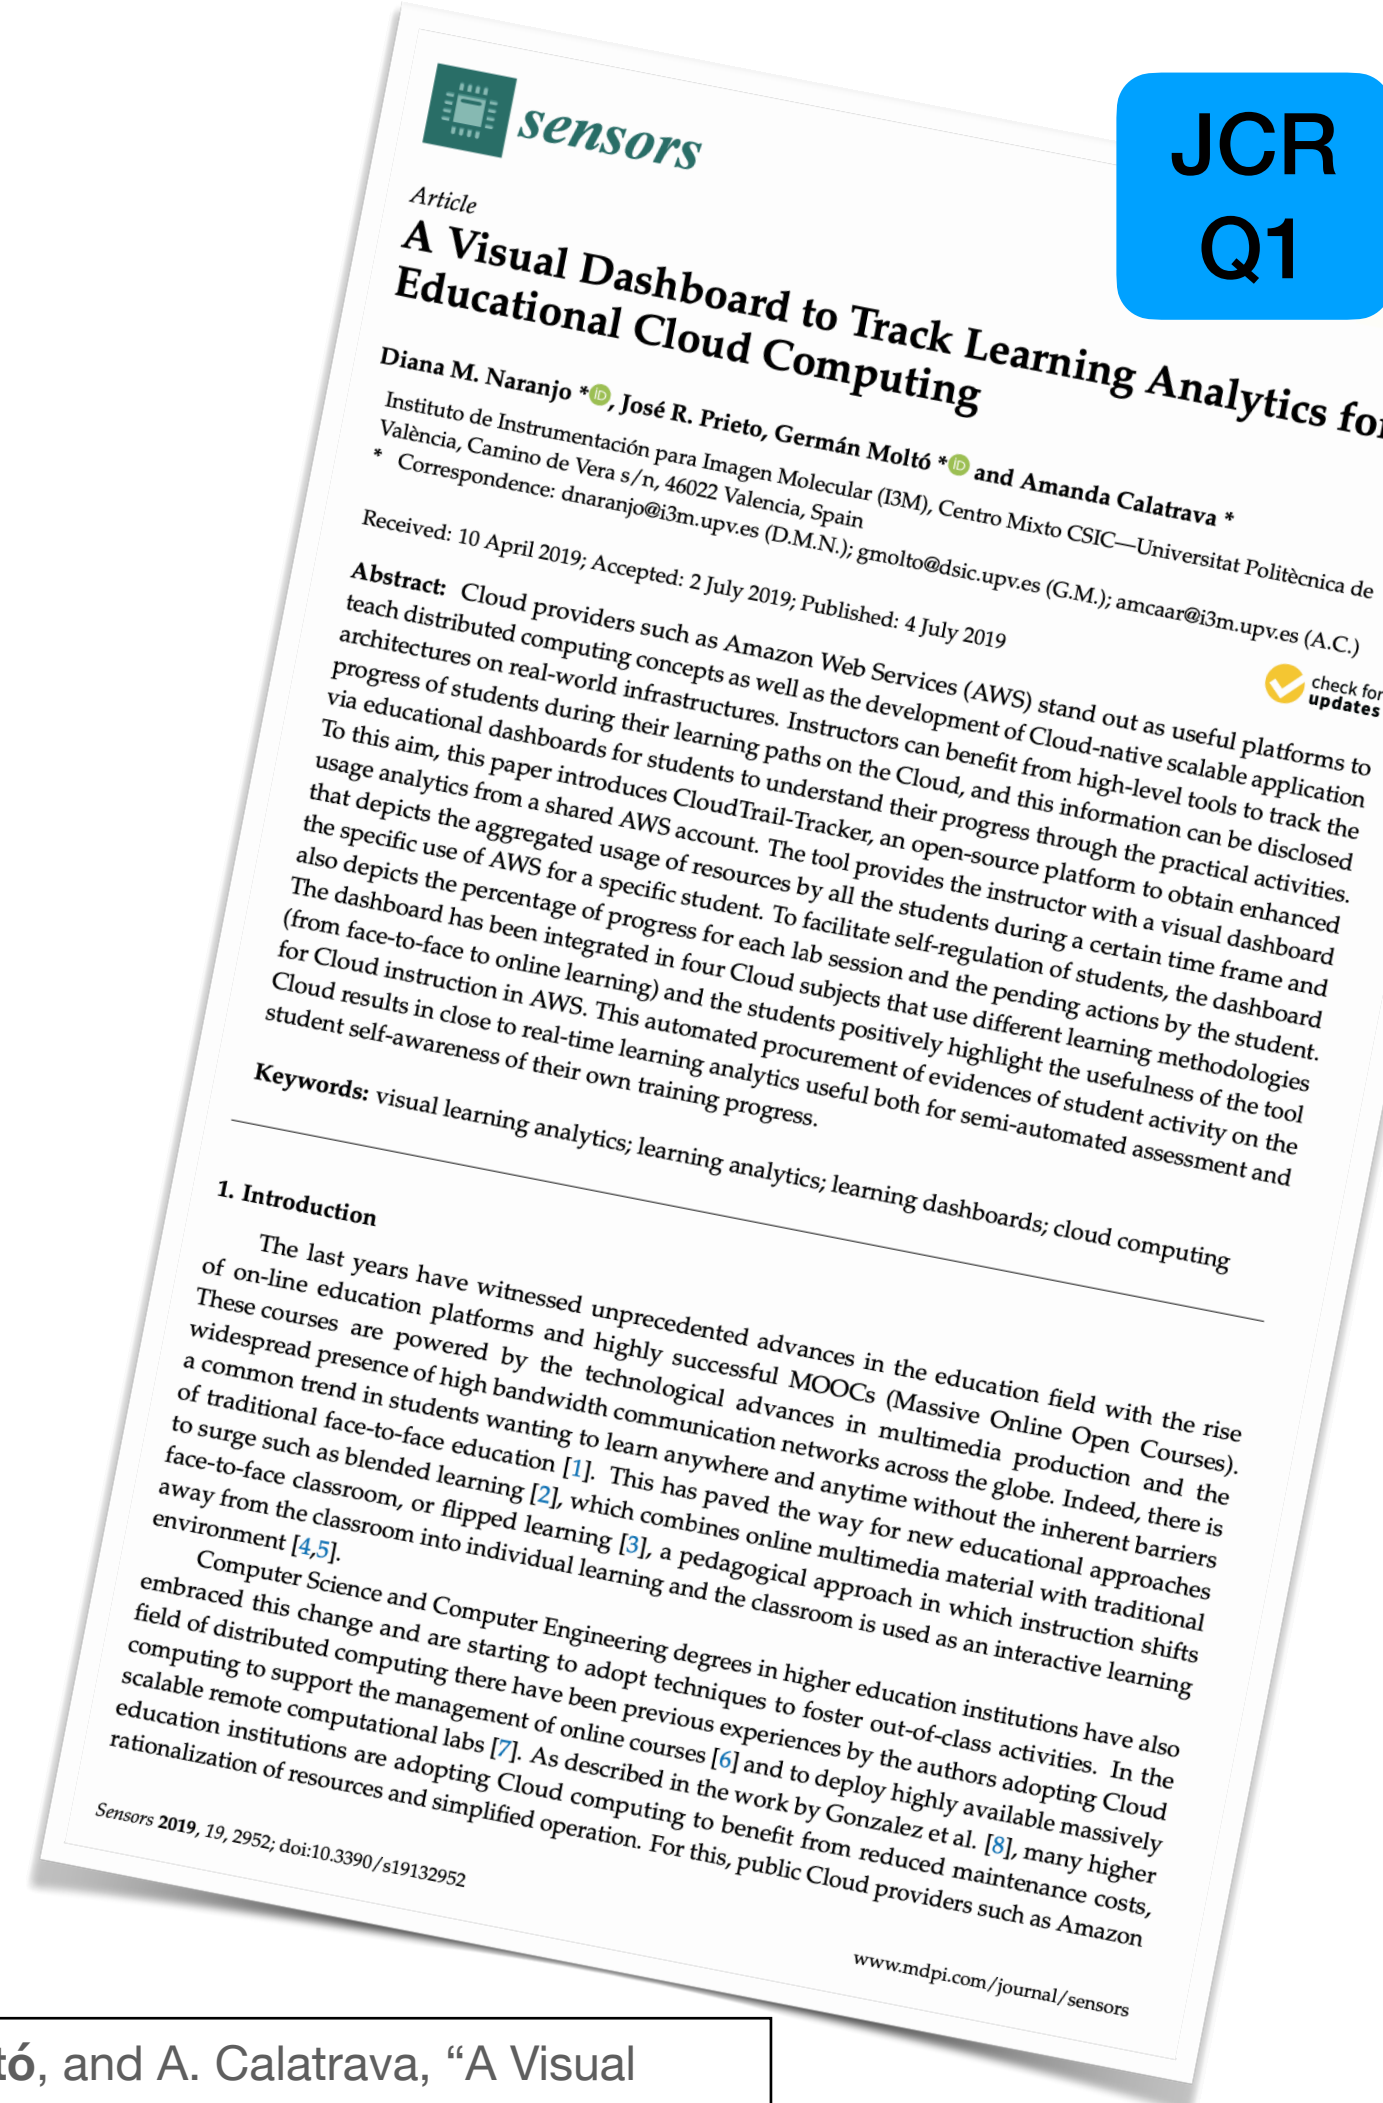 sensors
JCR
Q1
Article
A Visual Dashboard to Track Learning Analytics for
Educational Cloud Computing
Diana M. Naranjo *, José R. Prieto, Germán Moltó * and Amanda Calatrava *
Instituto de Instrumentación para Imagen Molecular (I3M), Centro Mixto CSIC—Universitat Politècnica de
València, Camino de Vera s/n, 46022 Valencia, Spain
* Correspondence: dnaranjo@i3m.upv.es (D.M.N.); gmolto@dsic.upv.es (G.M.); amcaar@i3m.upv.es (A.C.)
Received: 10 April 2019; Accepted: 2 July 2019; Published: 4 July 2019
check for
updates
Abstract: Cloud providers such as Amazon Web Services (AWS) stand out as useful platforms to
teach distributed computing concepts as well as the development of Cloud-native scalable application
architectures on real-world infrastructures. Instructors can benefit from high-level tools to track the
progress of students during their learning paths on the Cloud, and this information can be disclosed
via educational dashboards for students to understand their progress through the practical activities.
To this aim, this paper introduces CloudTrail-Tracker, an open-source platform to obtain enhanced
usage analytics from a shared AWS account. The tool provides the instructor with a visual dashboard
that depicts the aggregated usage of resources by all the students during a certain time frame and
the specific use of AWS for a specific student. To facilitate self-regulation of students, the dashboard
also depicts the percentage of progress for each lab session and the pending actions by the student.
The dashboard has been integrated in four Cloud subjects that use different learning methodologies
(from face-to-face to online learning) and the students positively highlight the usefulness of the tool
for Cloud instruction in AWS. This automated procurement of evidences of student activity on the
Cloud results in close to real-time learning analytics useful both for semi-automated assessment and
student self-awareness of their own training progress.
Keywords: visual learning analytics; learning analytics; learning dashboards; cloud computing
1. Introduction
The last years have witnessed unprecedented advances in the education field with the rise
of on-line education platforms and highly successful MOOCs (Massive Online Open Courses).
These courses are powered by the technological advances in multimedia production and the
widespread presence of high bandwidth communication networks across the globe. Indeed, there is
a common trend in students wanting to learn anywhere and anytime without the inherent barriers
of traditional face-to-face education [1]. This has paved the way for new educational approaches
to surge such as blended learning [2], which combines online multimedia material with traditional
face-to-face classroom, or flipped learning [3], a pedagogical approach in which instruction shifts
away from the classroom into individual learning and the classroom is used as an interactive learning
environment [4,5].
Computer Science and Computer Engineering degrees in higher education institutions have also
embraced this change and are starting to adopt techniques to foster out-of-class activities. In the
field of distributed computing there have been previous experiences by the authors adopting Cloud
computing to support the management of online courses [6] and to deploy highly available massively
scalable remote computational labs [7]. As described in the work by Gonzalez et al. [8], many higher
education institutions are adopting Cloud computing to benefit from reduced maintenance costs,
rationalization of resources and simplified operation. For this, public Cloud providers such as Amazon
Sensors 2019, 19, 2952; doi:10.3390/s19132952
www.mdpi.com/journal/sensors
tó, and A. Calatrava, “A Visual